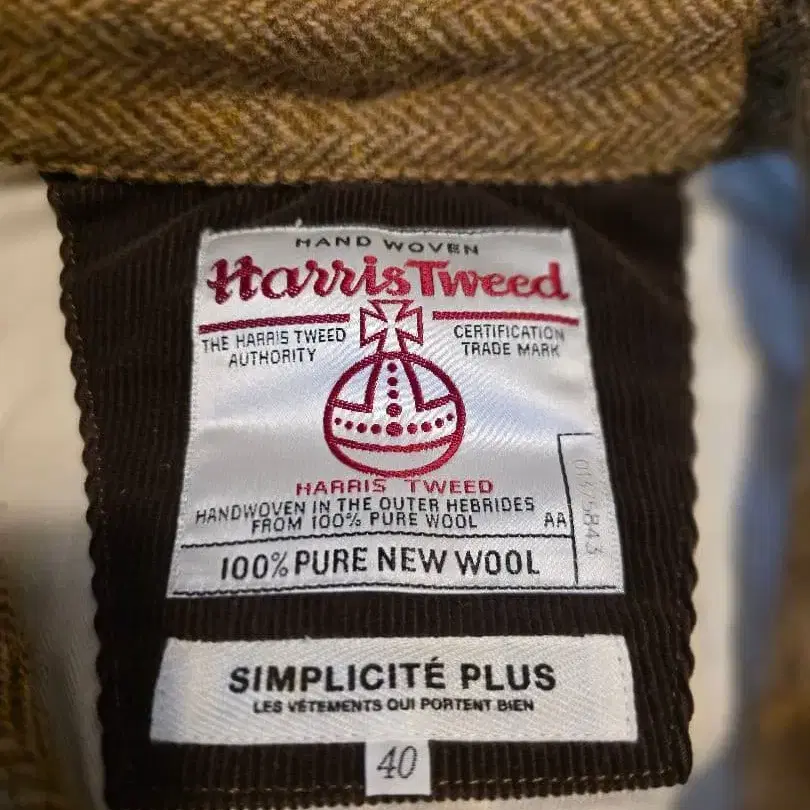 HAND WOVEN
Harris Tweed
THE HARRIS TWEED
AUTHORITY
CERTIFICATION
TRADE MARK
HARRIS TWEED
HANDWOVEN IN THE OUTER HEBRIDES
FROM 100% PURE WOOL
AA
100% PURE NEW WOOL
SIMPLICITÉ PLUS
LES VÉTEMENTS QUI PORTENT BIEN
40